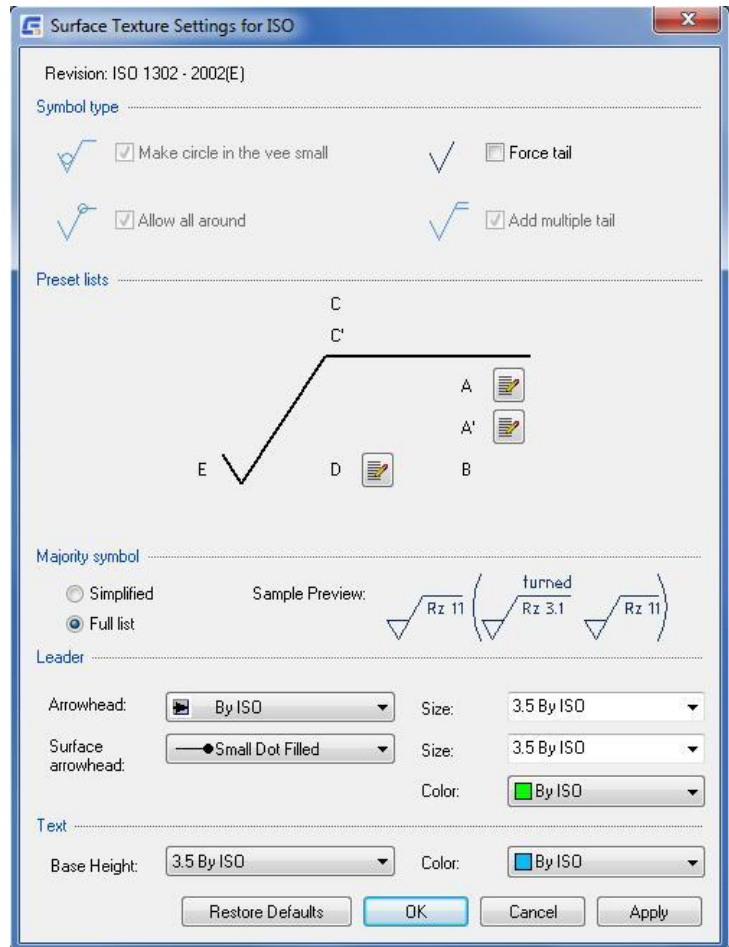 Surface Texture Settings for ISO
Revision: ISO 1302 - 2002(E)
Symbol type
Make circle in the vee small
Force tail
Allow all around
Add multiple tail
Preset lists
C
C'
A
A'
E
D
B
Majority symbol
Simplified
Full list
Sample Preview:
turned
Rz 11
Rz 3.1
Rz 11
Leader
Arrowhead: By ISO Size: 3.5 By ISO
Surface arrowhead: Small Dot Filled Size: 3.5 By ISO
Color: By ISO
Text
Base Height: 3.5 By ISO Color: By ISO
Restore Defaults OK Cancel Apply